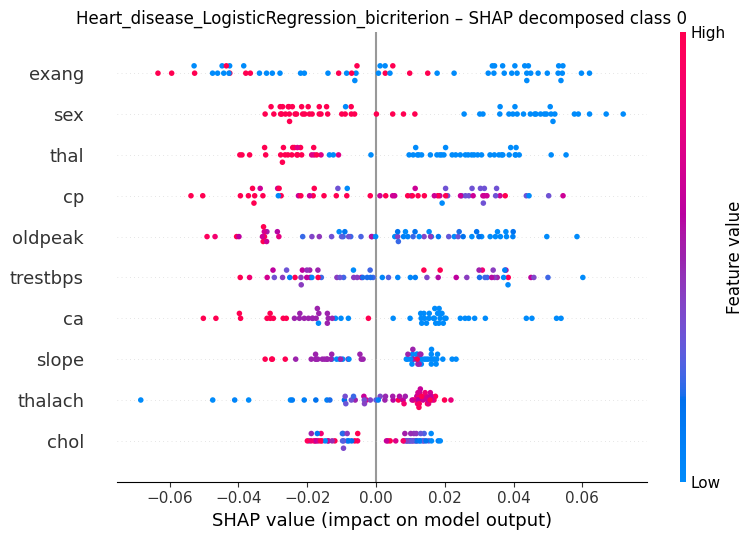 Heart_disease_LogisticRegression_bicriterion – SHAP decomposed class 0
High
exang
sex
thal
cp
oldpeak
trestbps
ca
slope
thalach
chol
Feature value
Low
−0.06 −0.04 −0.02 0.00 0.02 0.04 0.06
SHAP value (impact on model output)